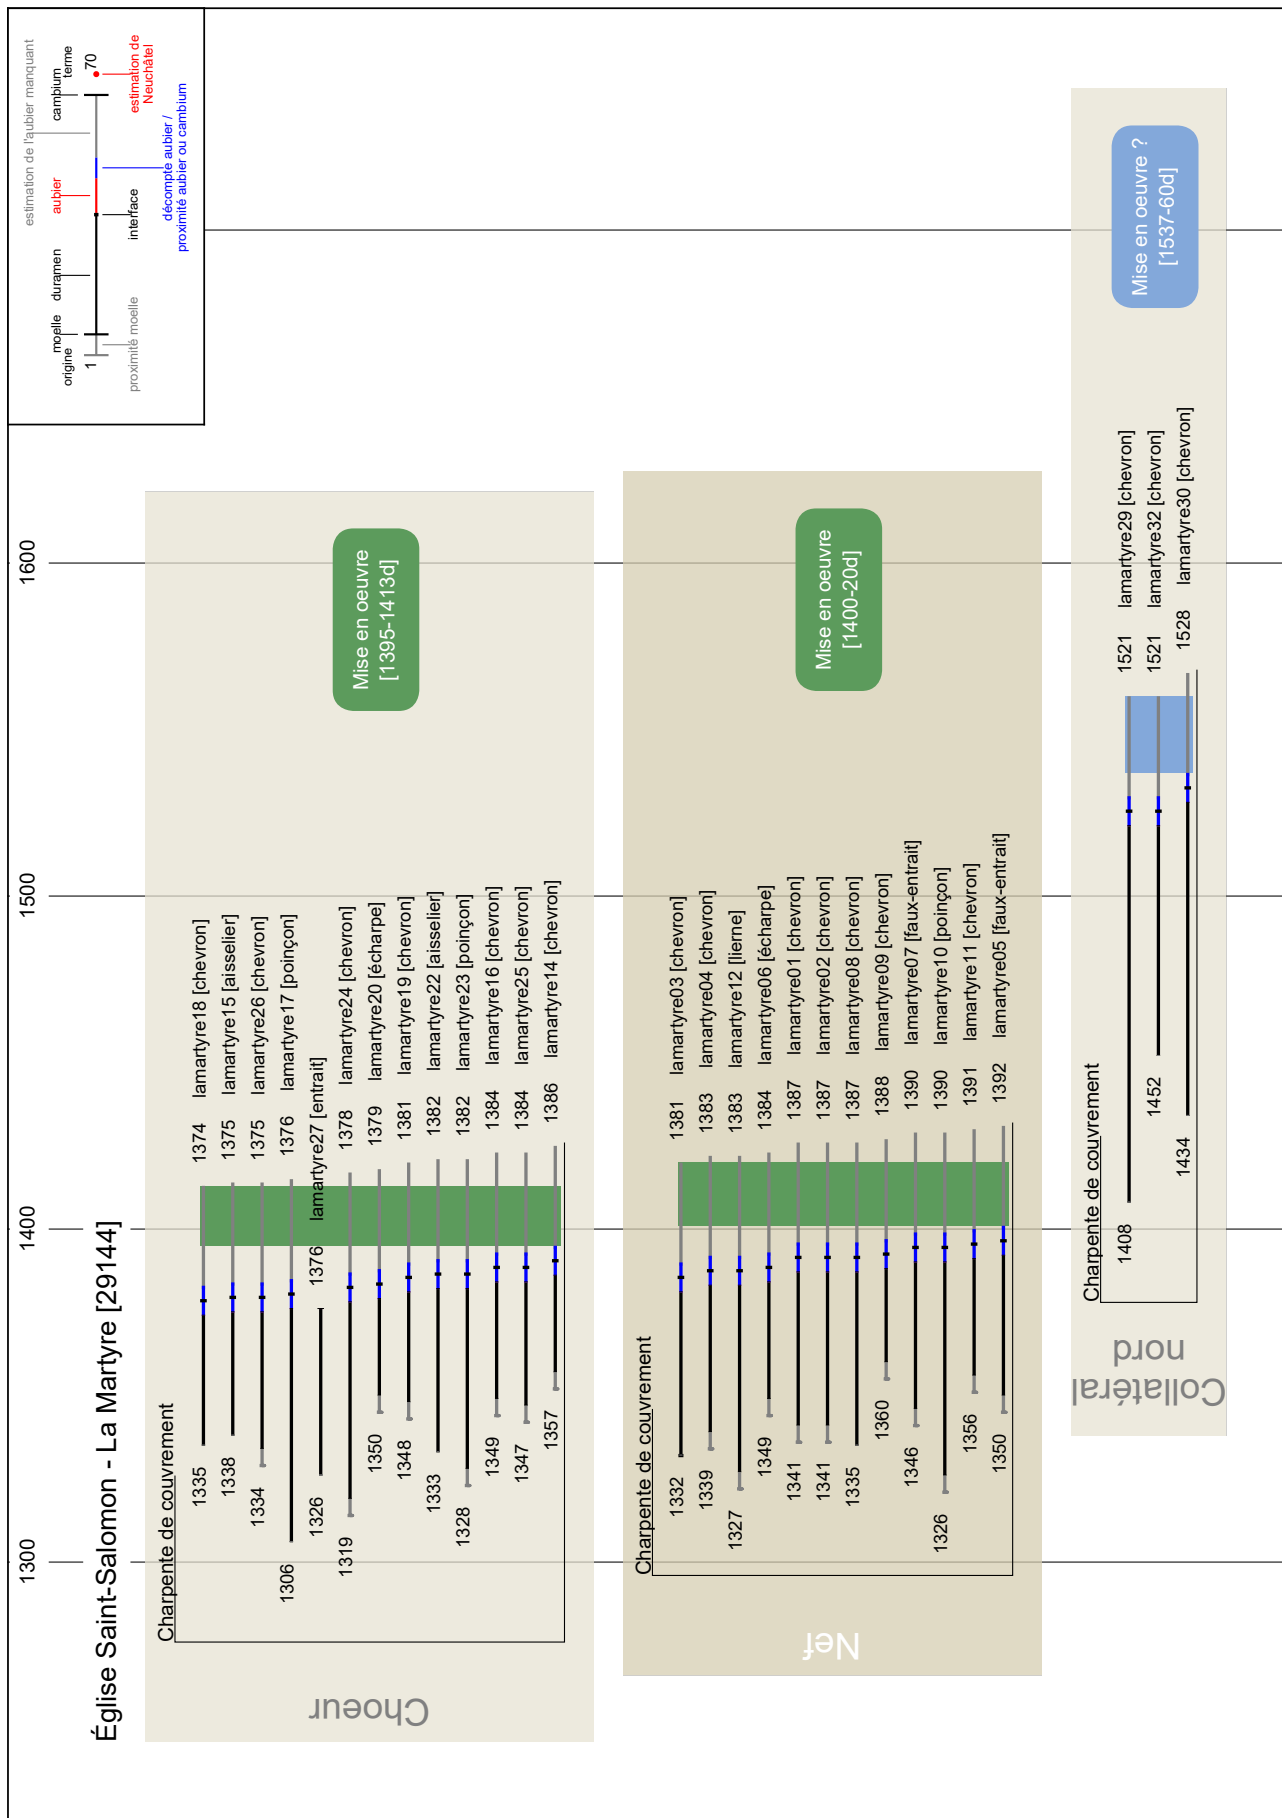 Église Saint-Salomon - La Martyre [29144]
1300
1400
1500
1600
origine
moelle
duramen
aubier
estimation de l'aubier manquant
cambium
terme
1
70
proximité moelle
interface
décompte aubier /
proximité aubier ou cambium
estimation de
Neuchâtel
Choeur
Charpente de couvrement
1335 1374 lamartyre18 [chevron]
1338 1375 lamartyre15 [aisselier]
1334 1375 lamartyre26 [chevron]
1306 1376 lamartyre17 [poinçon]
1326 1376 lamartyre27 [entrait]
1319 1378 lamartyre24 [chevron]
1350 1379 lamartyre20 [écharpe]
1348 1381 lamartyre19 [chevron]
1333 1382 lamartyre22 [aisselier]
1328 1382 lamartyre23 [poinçon]
1349 1384 lamartyre16 [chevron]
1347 1384 lamartyre25 [chevron]
1357 1386 lamartyre14 [chevron]
Mise en oeuvre
[1395-1413d]
Nef
Charpente de couvrement
1332 1381 lamartyre03 [chevron]
1339 1383 lamartyre04 [chevron]
1327 1383 lamartyre12 [lierne]
1349 1384 lamartyre06 [écharpe]
1341 1387 lamartyre01 [chevron]
1341 1387 lamartyre02 [chevron]
1335 1387 lamartyre08 [chevron]
1360 1388 lamartyre09 [chevron]
1346 1390 lamartyre07 [faux-entrait]
1326 1390 lamartyre10 [poinçon]
1356 1391 lamartyre11 [chevron]
1350 1392 lamartyre05 [faux-entrait]
Mise en oeuvre
[1400-20d]
Collatéral
nord
Charpente de couvrement
1408 1521 lamartyre29 [chevron]
1452 1521 lamartyre32 [chevron]
1434 1528 lamartyre30 [chevron]
Mise en oeuvre ?
[1537-60d]